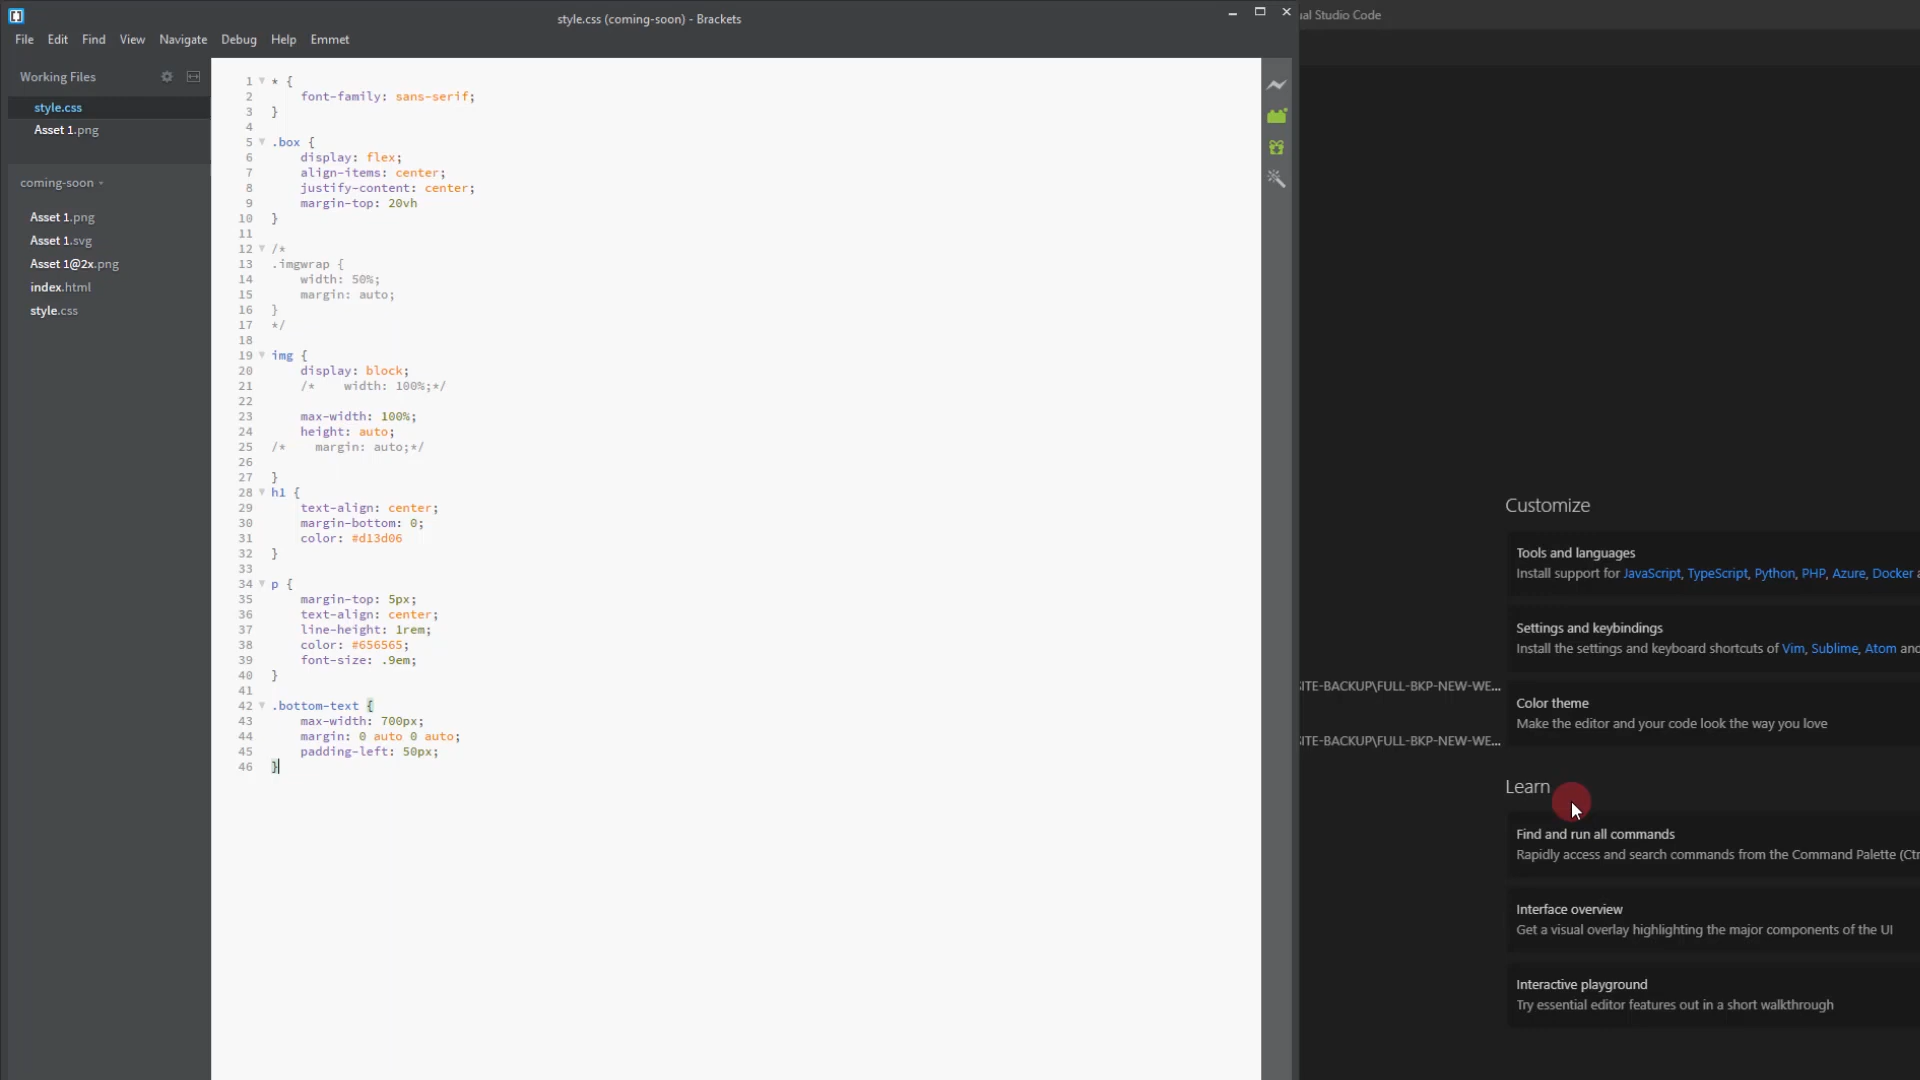 style.css (coming-soon) - Brackets
File Edit Find View Navigate Debug Help Emmet
Working Files
style.css
Asset 1.png
coming-soon
Asset 1.png
Asset 1.svg
Asset 1@2x.png
index.html
style.css
1 * {
2 font-family: sans-serif;
3 }
4
5 .box {
6 display: flex;
7 align-items: center;
8 justify-content: center;
9 margin-top: 20vh
10 }
11
12 /*
13 .imgwrap {
14 width: 50%;
15 margin: auto;
16 }
17 */
18
19 img {
20 display: block;
21 /* width: 100%;*/
22
23 max-width: 100%;
24 height: auto;
25 /* margin: auto;*/
26
27 }
28 h1 {
29 text-align: center;
30 margin-bottom: 0;
31 color: #d13d06
32 }
33
34 p {
35 margin-top: 5px;
36 text-align: center;
37 line-height: 1rem;
38 color: #656565;
39 font-size: .9em;
40 }
41
42 .bottom-text {
43 max-width: 700px;
44 margin: 0 auto 0 auto;
45 padding-left: 50px;
46 }
ual Studio Code
ITE-BACKUP\FULL-BKP-NEW-WE...
ITE-BACKUP\FULL-BKP-NEW-WE...
Customize
Tools and languages
Install support for JavaScript, TypeScript, Python, PHP, Azure, Docker a
Settings and keybindings
Install the settings and keyboard shortcuts of Vim, Sublime, Atom and
Color theme
Make the editor and your code look the way you love
Learn
Find and run all commands
Rapidly access and search commands from the Command Palette (Ctr
Interface overview
Get a visual overlay highlighting the major components of the UI
Interactive playground
Try essential editor features out in a short walkthrough